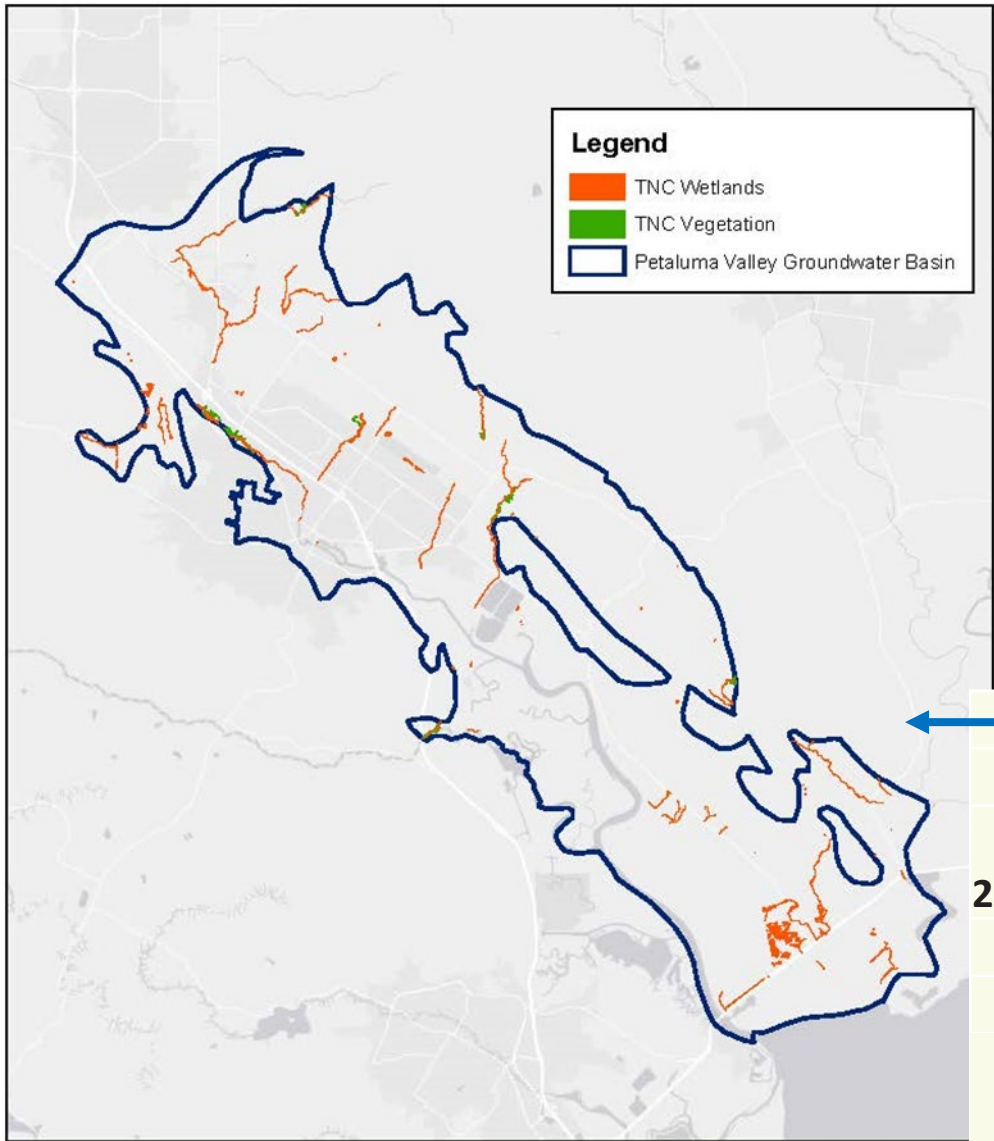 Legend
TNC Wetlands
TNC Vegetation
Petaluma Valley Groundwater Basin
2